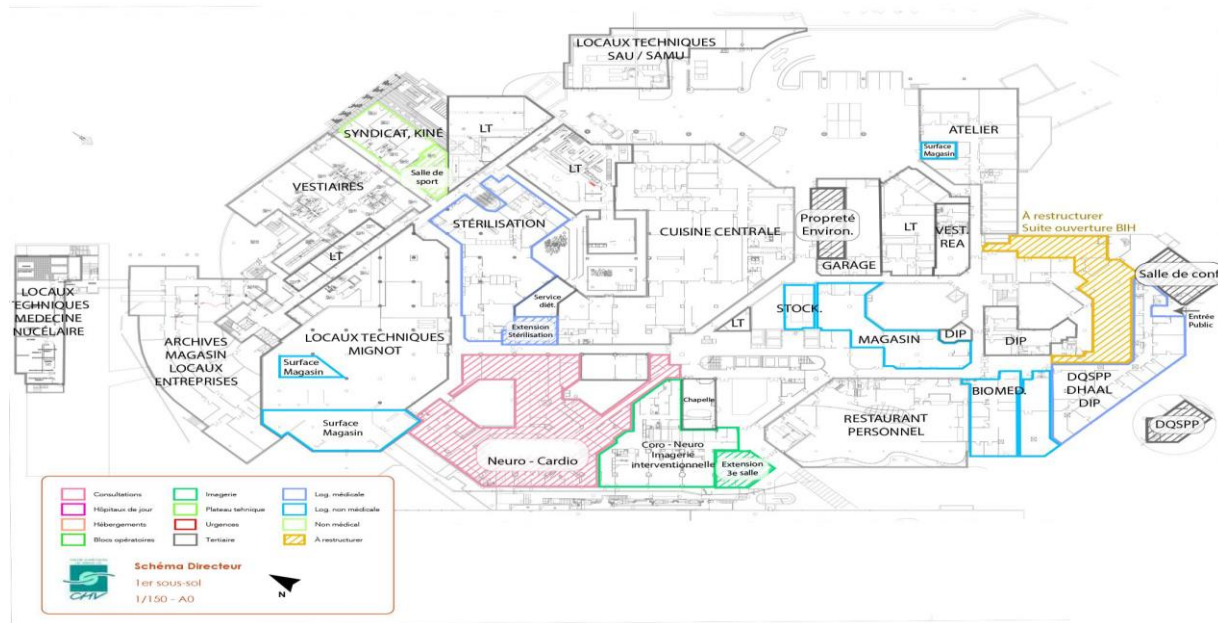 LOCAUX TECHNIQUES
SAU / SAMU
SYNDICAT, KINÉ
LT
ATELIER
Surface
Magasin
Salle de
sport
LT
VESTIAIRES
À restructurer
Suite ouverture BIH
STÉRILISATION
CUISINE CENTRALE
Propreté
Environ.
LT
VEST.
REA
LT
GARAGE
Salle de conf
LOCAUX
TECHNIQUES
MEDECINE
NUCÉLAIRE
Service
diét.
STOCK.
Entrée
Public
Extension
Stérilisation
LT
DIP
MAGASIN
DIP
LOCAUX TECHNIQUES
MIGNOT
ARCHIVES
MAGASIN
LOCAUX
ENTREPRISES
Surface
Magasin
DQSPP
DHAAL
DIP
BIOMED.
Chapelle
Surface
Magasin
RESTAURANT
PERSONNEL
DQSPP
Neuro - Cardio
Coro - Neuro
Imagerie
interventionnelle
Extension
3e salle
Consultations
Hôpitaux de jour
Hébergements
Blocs opératoires
Imagerie
Plateau tehnique
Urgences
Tertiaire
Log. médicale
Log. non médicale
Non médical
À restructurer
CHV
Schéma Directeur
1er sous-sol
1/150 - A0
N